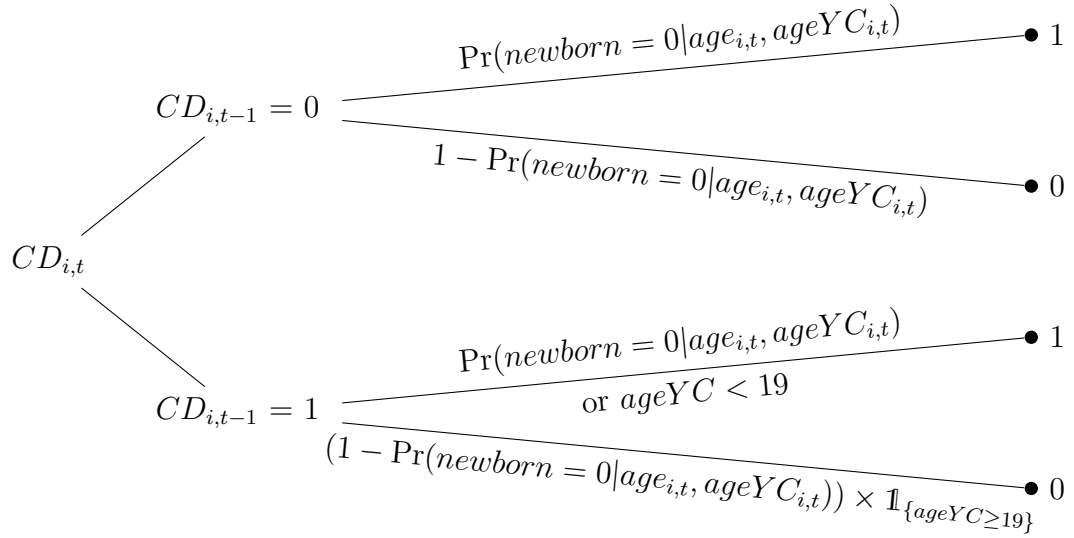 Pr(newborn = 0|age_{i,t}, ageYC_{i,t})
1
CD_{i,t−1} = 0
1 − Pr(newborn = 0|age_{i,t}, ageYC_{i,t})
0
CD_{i,t}
Pr(newborn = 0|age_{i,t}, ageYC_{i,t})
1
or ageYC < 19
CD_{i,t−1} = 1
(1 − Pr(newborn = 0|age_{i,t}, ageYC_{i,t})) × 𝟙_{{ageYC≥19}}
0